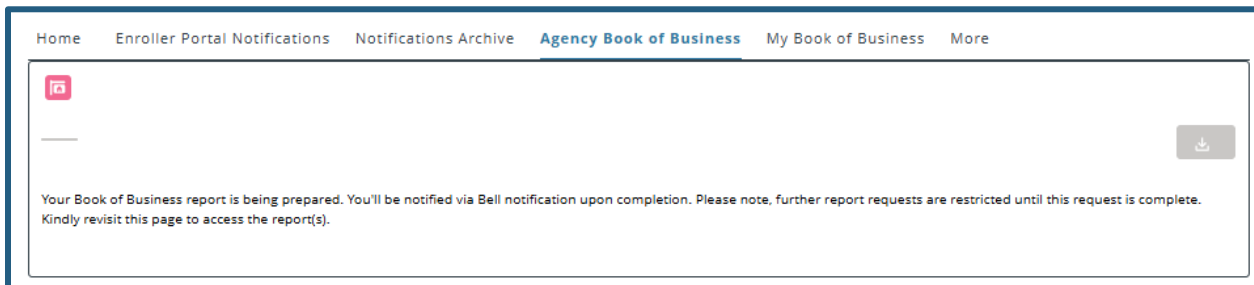 Home Enroller Portal Notifications Notifications Archive Agency Book of Business My Book of Business More
Your Book of Business report is being prepared. You'll be notified via Bell notification upon completion. Please note, further report requests are restricted until this request is complete.
Kindly revisit this page to access the report(s).